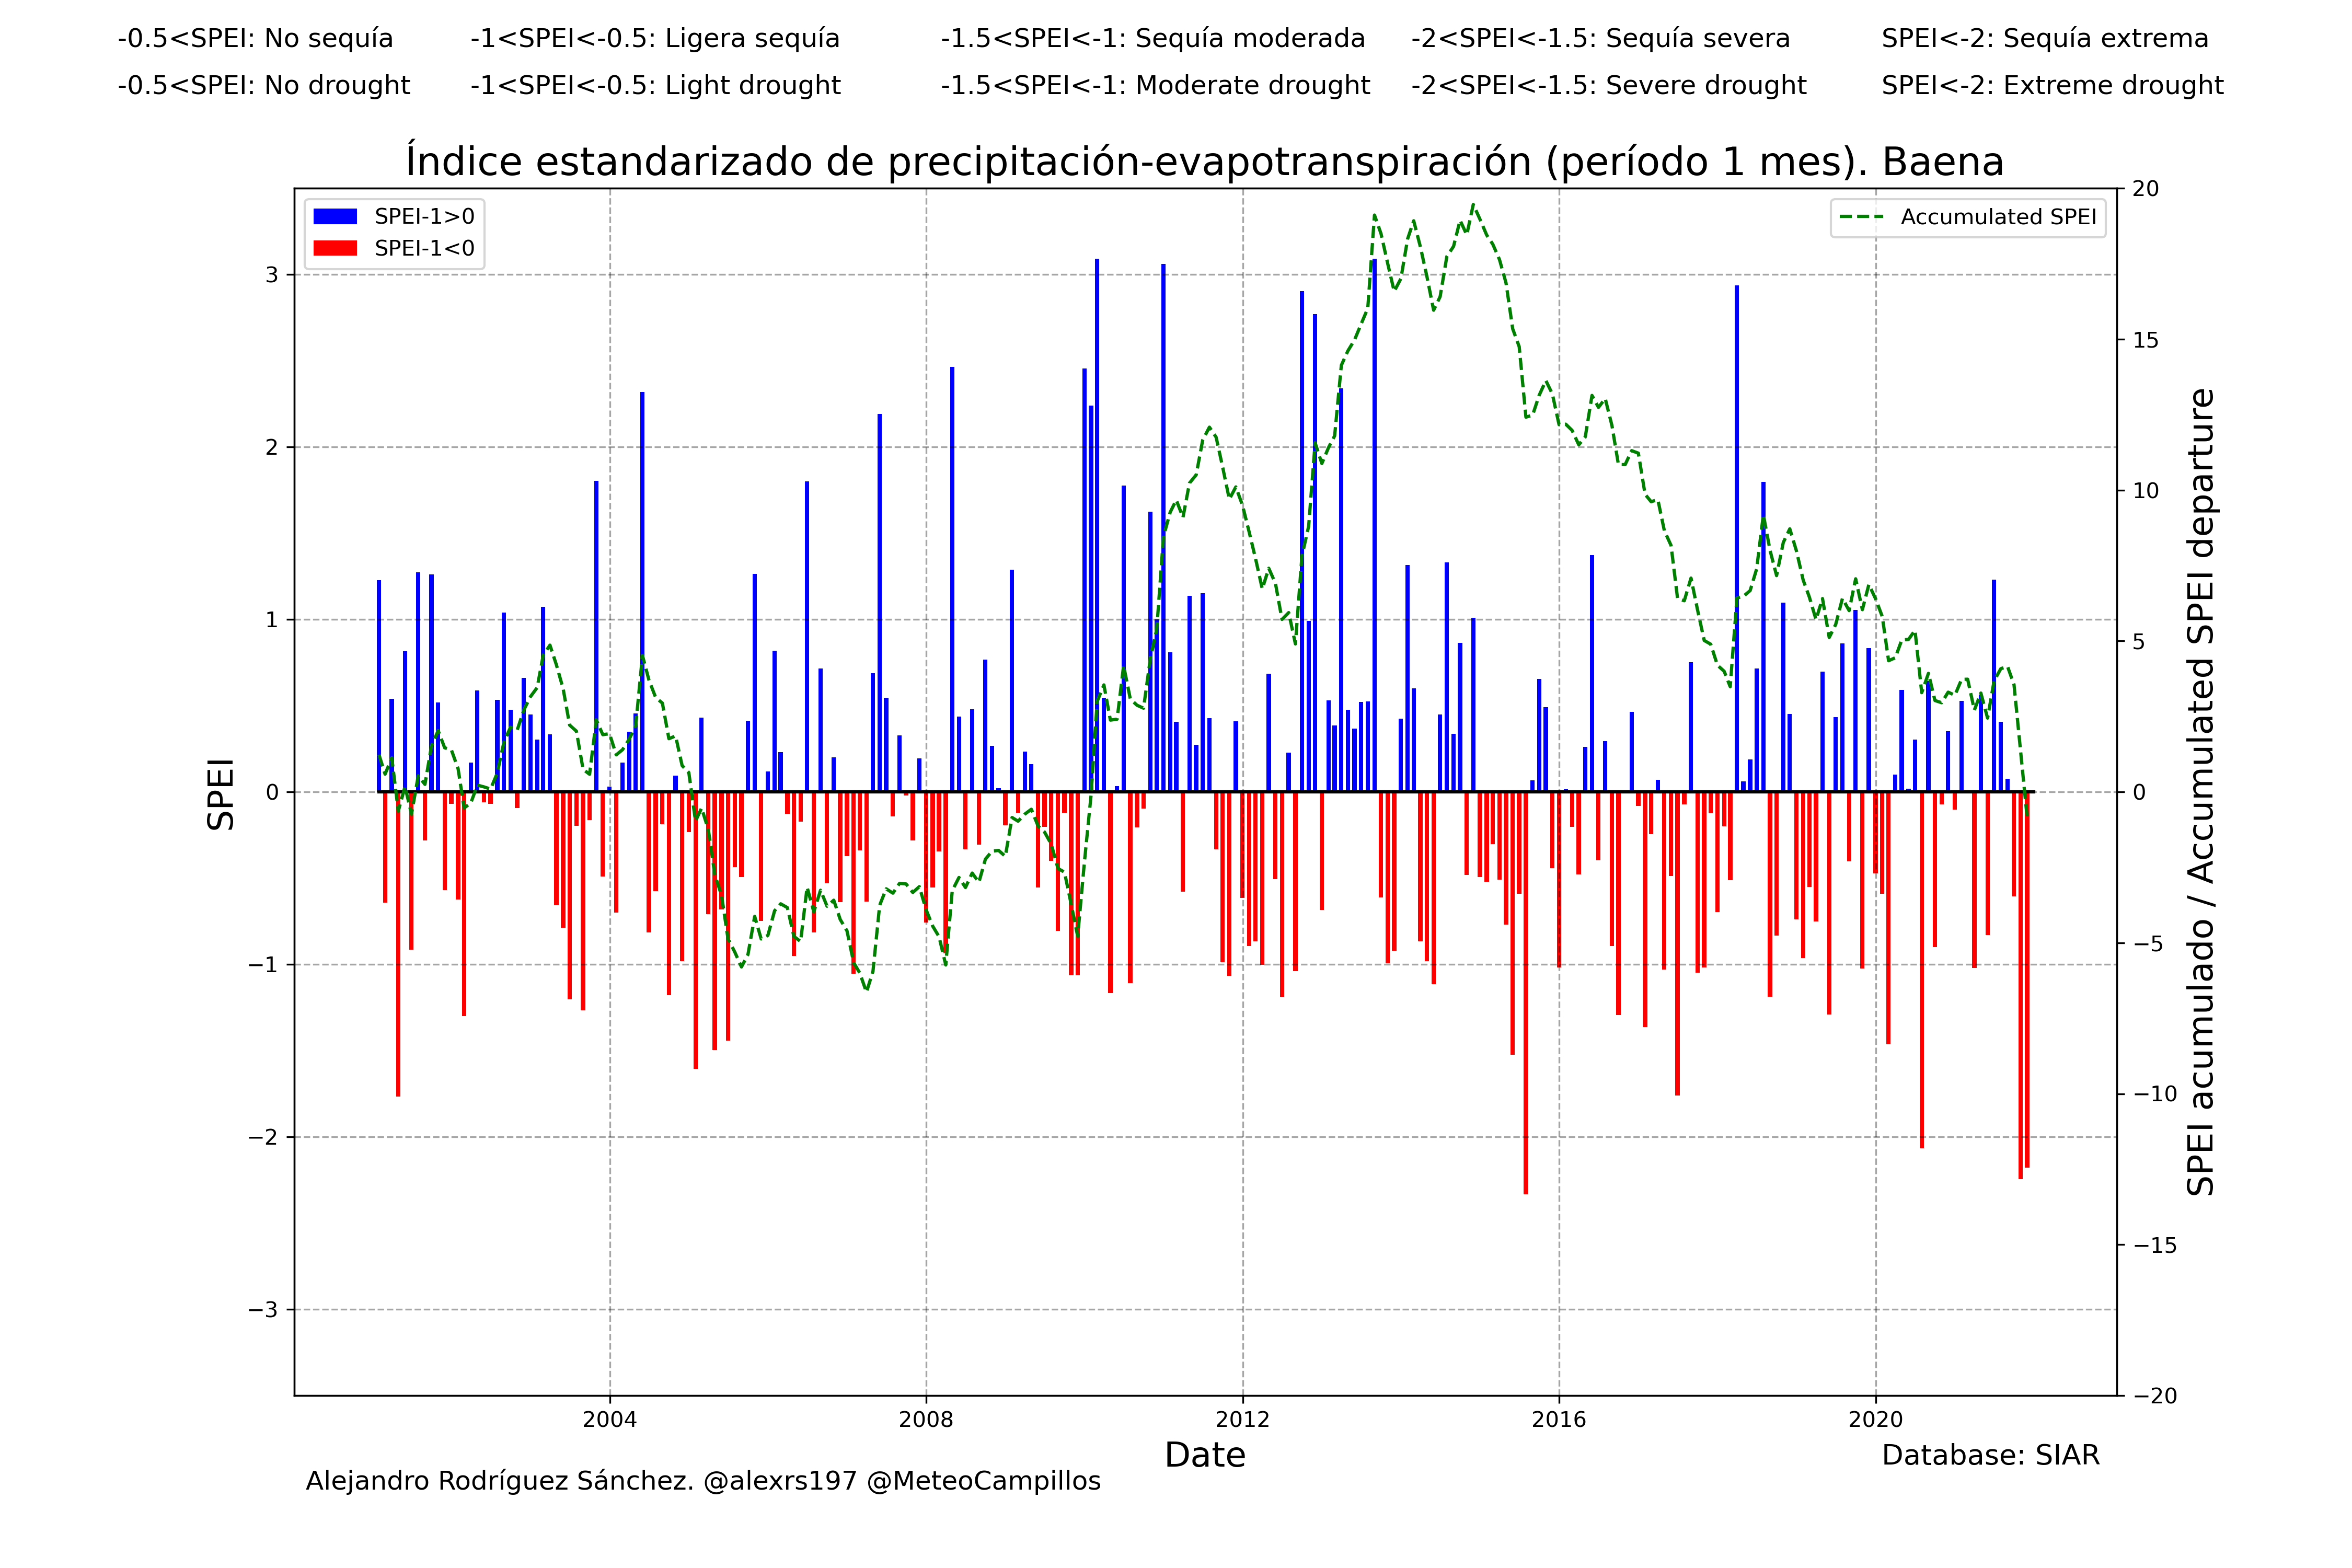 -0.5<SPEI: No sequía -1<SPEI<-0.5: Ligera sequía -1.5<SPEI<-1: Sequía moderada -2<SPEI<-1.5: Sequía severa SPEI<-2: Sequía extrema
-0.5<SPEI: No drought -1<SPEI<-0.5: Light drought -1.5<SPEI<-1: Moderate drought -2<SPEI<-1.5: Severe drought SPEI<-2: Extreme drought
Índice estandarizado de precipitación-evapotranspiración (período 1 mes). Baena
SPEI-1>0
SPEI-1<0
Accumulated SPEI
SPEI
3
2
1
0
−1
−2
−3
20
15
10
5
0
−5
−10
−15
−20
SPEI acumulado / Accumulated SPEI departure
2004 2008 2012 2016 2020
Date
Database: SIAR
Alejandro Rodríguez Sánchez. @alexrs197 @MeteoCampillos